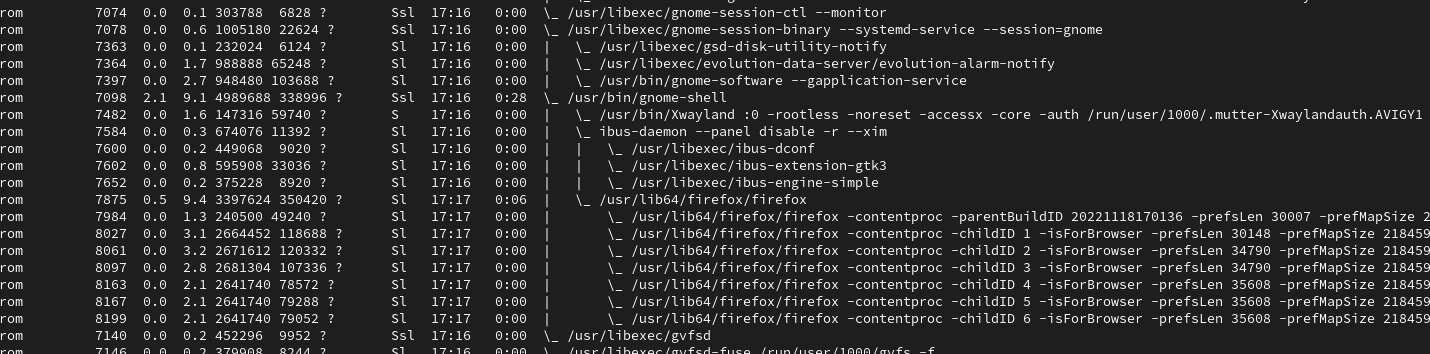 rom         7074  0.0  0.1 303788  6828 ?        Ssl  17:16   0:00  \_ /usr/libexec/gnome-session-ctl --monitor
rom         7078  0.0  0.6 1005180 22624 ?       Ssl  17:16   0:00  \_ /usr/libexec/gnome-session-binary --systemd-service --session=gnome
rom         7363  0.0  0.1 232024  6124 ?        Sl   17:16   0:00  |   \_ /usr/libexec/gsd-disk-utility-notify
rom         7364  0.0  1.7 988888 65248 ?        Sl   17:16   0:00  |   \_ /usr/libexec/evolution-data-server/evolution-alarm-notify
rom         7397  0.0  2.7 948480 103688 ?       Sl   17:16   0:00  |   \_ /usr/bin/gnome-software --gapplication-service
rom         7098  2.1  9.1 4989688 338996 ?      Ssl  17:16   0:28  \_ /usr/bin/gnome-shell
rom         7482  0.0  1.6 147316 59740 ?        S    17:16   0:00  |   \_ /usr/bin/Xwayland :0 -rootless -noreset -accessx -core -auth /run/user/1000/.mutter-Xwaylandauth.AVIGY1
rom         7584  0.0  0.3 674076 11392 ?        Sl   17:16   0:00  |   \_ ibus-daemon --panel disable -r --xim
rom         7600  0.0  0.2 449068  9020 ?        Sl   17:16   0:00  |   |   \_ /usr/libexec/ibus-dconf
rom         7602  0.0  0.8 595908 33036 ?        Sl   17:16   0:00  |   |   \_ /usr/libexec/ibus-extension-gtk3
rom         7652  0.0  0.2 375228  8920 ?        Sl   17:16   0:00  |   |   \_ /usr/libexec/ibus-engine-simple
rom         7875  0.5  9.4 3397624 350420 ?      Sl   17:17   0:06  |   \_ /usr/lib64/firefox/firefox
rom         7984  0.0  1.3 240500 49240 ?        Sl   17:17   0:00  |       \_ /usr/lib64/firefox/firefox -contentproc -parentBuildID 20221118170136 -prefsLen 30007 -prefMapSize 2
rom         8027  0.0  3.1 2664452 118688 ?      Sl   17:17   0:00  |       \_ /usr/lib64/firefox/firefox -contentproc -childID 1 -isForBrowser -prefsLen 30148 -prefMapSize 218459
rom         8061  0.0  3.2 2671612 120332 ?      Sl   17:17   0:00  |       \_ /usr/lib64/firefox/firefox -contentproc -childID 2 -isForBrowser -prefsLen 34790 -prefMapSize 218459
rom         8097  0.0  2.8 2681304 107336 ?      Sl   17:17   0:00  |       \_ /usr/lib64/firefox/firefox -contentproc -childID 3 -isForBrowser -prefsLen 34790 -prefMapSize 218459
rom         8163  0.0  2.1 2641740 78572 ?       Sl   17:17   0:00  |       \_ /usr/lib64/firefox/firefox -contentproc -childID 4 -isForBrowser -prefsLen 35608 -prefMapSize 218459
rom         8167  0.0  2.1 2641740 79288 ?       Sl   17:17   0:00  |       \_ /usr/lib64/firefox/firefox -contentproc -childID 5 -isForBrowser -prefsLen 35608 -prefMapSize 218459
rom         8199  0.0  2.1 2641740 79052 ?       Sl   17:17   0:00  |       \_ /usr/lib64/firefox/firefox -contentproc -childID 6 -isForBrowser -prefsLen 35608 -prefMapSize 218459
rom         7140  0.0  0.2 452296  9952 ?        Ssl  17:16   0:00  \_ /usr/libexec/gvfsd
rom         7146  0.0  0.2 379908  8244 ?        Sl   17:16   0:00  \_ /usr/libexec/gvfsd-fuse /run/user/1000/gvfs -f